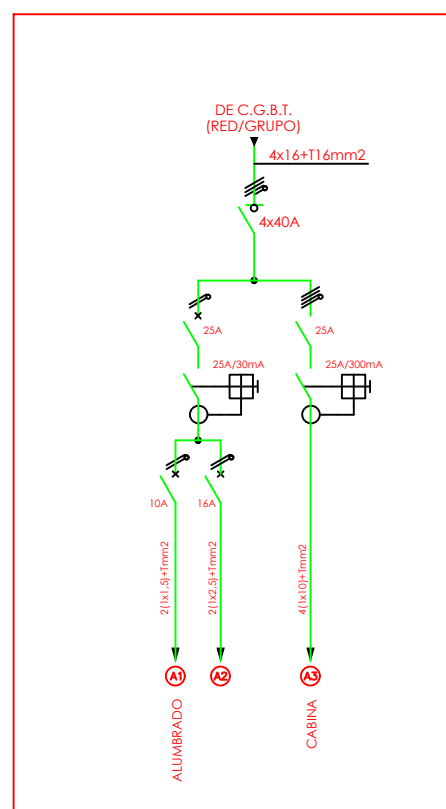 DE C.G.B.T.
(RED/GRUPO)
4x16+T16mm2
4x40A
25A
25A
25A/30mA
25A/300mA
10A
16A
2(1x1,5)+Tmm2
2(1x2,5)+Tmm2
4(1x10)+Tmm2
A1
A2
A3
ALUMBRADO
CABINA